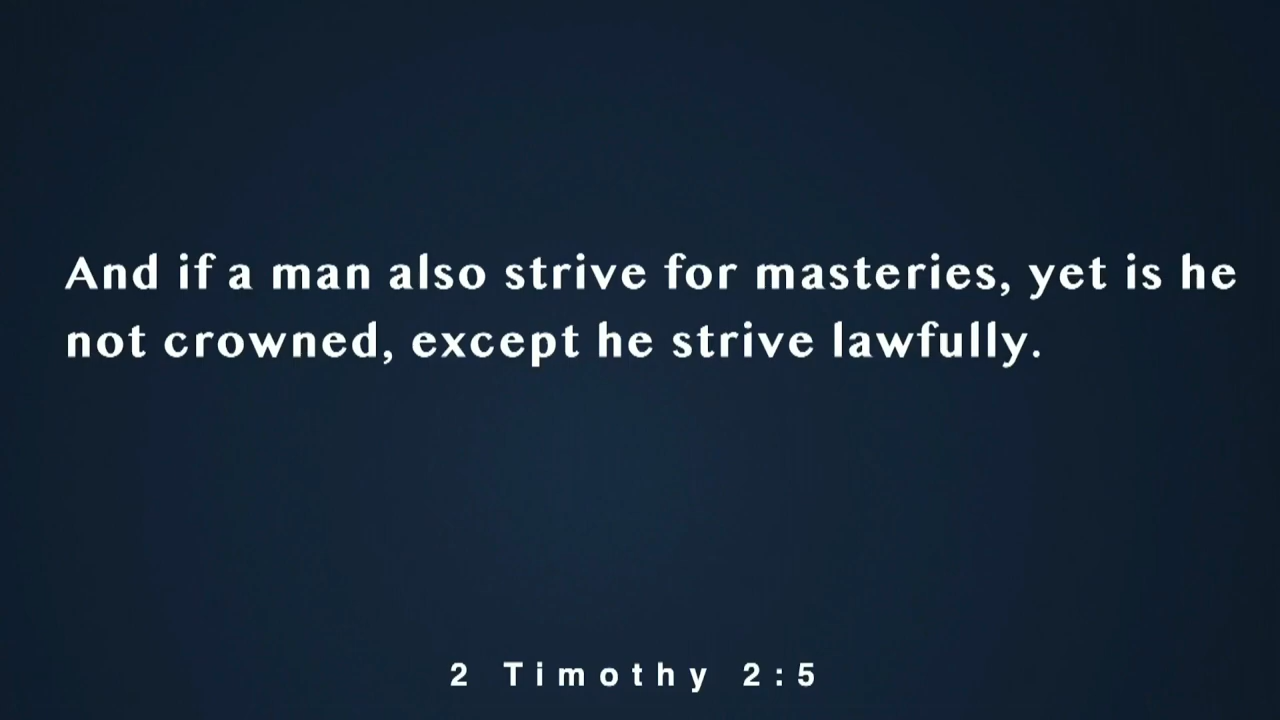 And if a man also strive for masteries, yet is he
not crowned, except he strive lawfully.
2 Timothy 2:5